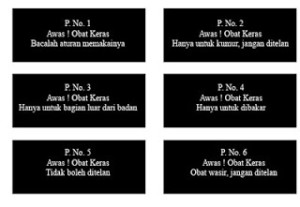 P. No. 1
Awas ! Obat Keras
Bacalah aturan memakainya
P. No. 2
Awas ! Obat Keras
Hanya untuk kumur, jangan ditelan
P. No. 3
Awas ! Obat Keras
Hanya untuk bagian luar dari badan
P. No. 4
Awas ! Obat Keras
Hanya untuk dibakar
P. No. 5
Awas ! Obat Keras
Tidak boleh ditelan
P. No. 6
Awas ! Obat Keras
Obat wasir, jangan ditelan